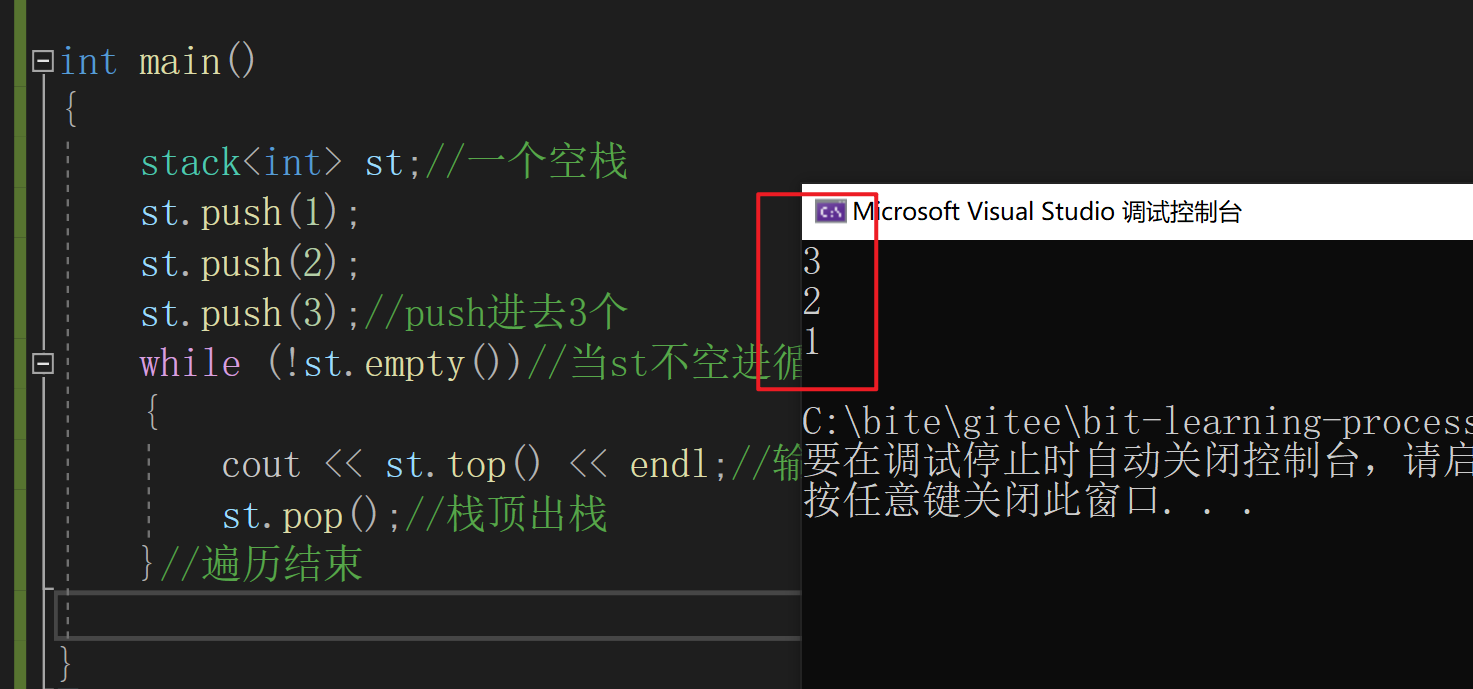 int main()
{
stack<int> st;//一个空栈
st.push(1);
st.push(2);
st.push(3);//push进去3个
while (!st.empty())//当st不空进循
{
cout << st.top() << endl;//输
st.pop();//栈顶出栈
}//遍历结束
}
Microsoft Visual Studio 调试控制台
3
2
1
C:\bite\gitee\bit-learning-process
要在调试停止时自动关闭控制台，请启
按任意键关闭此窗口. . .